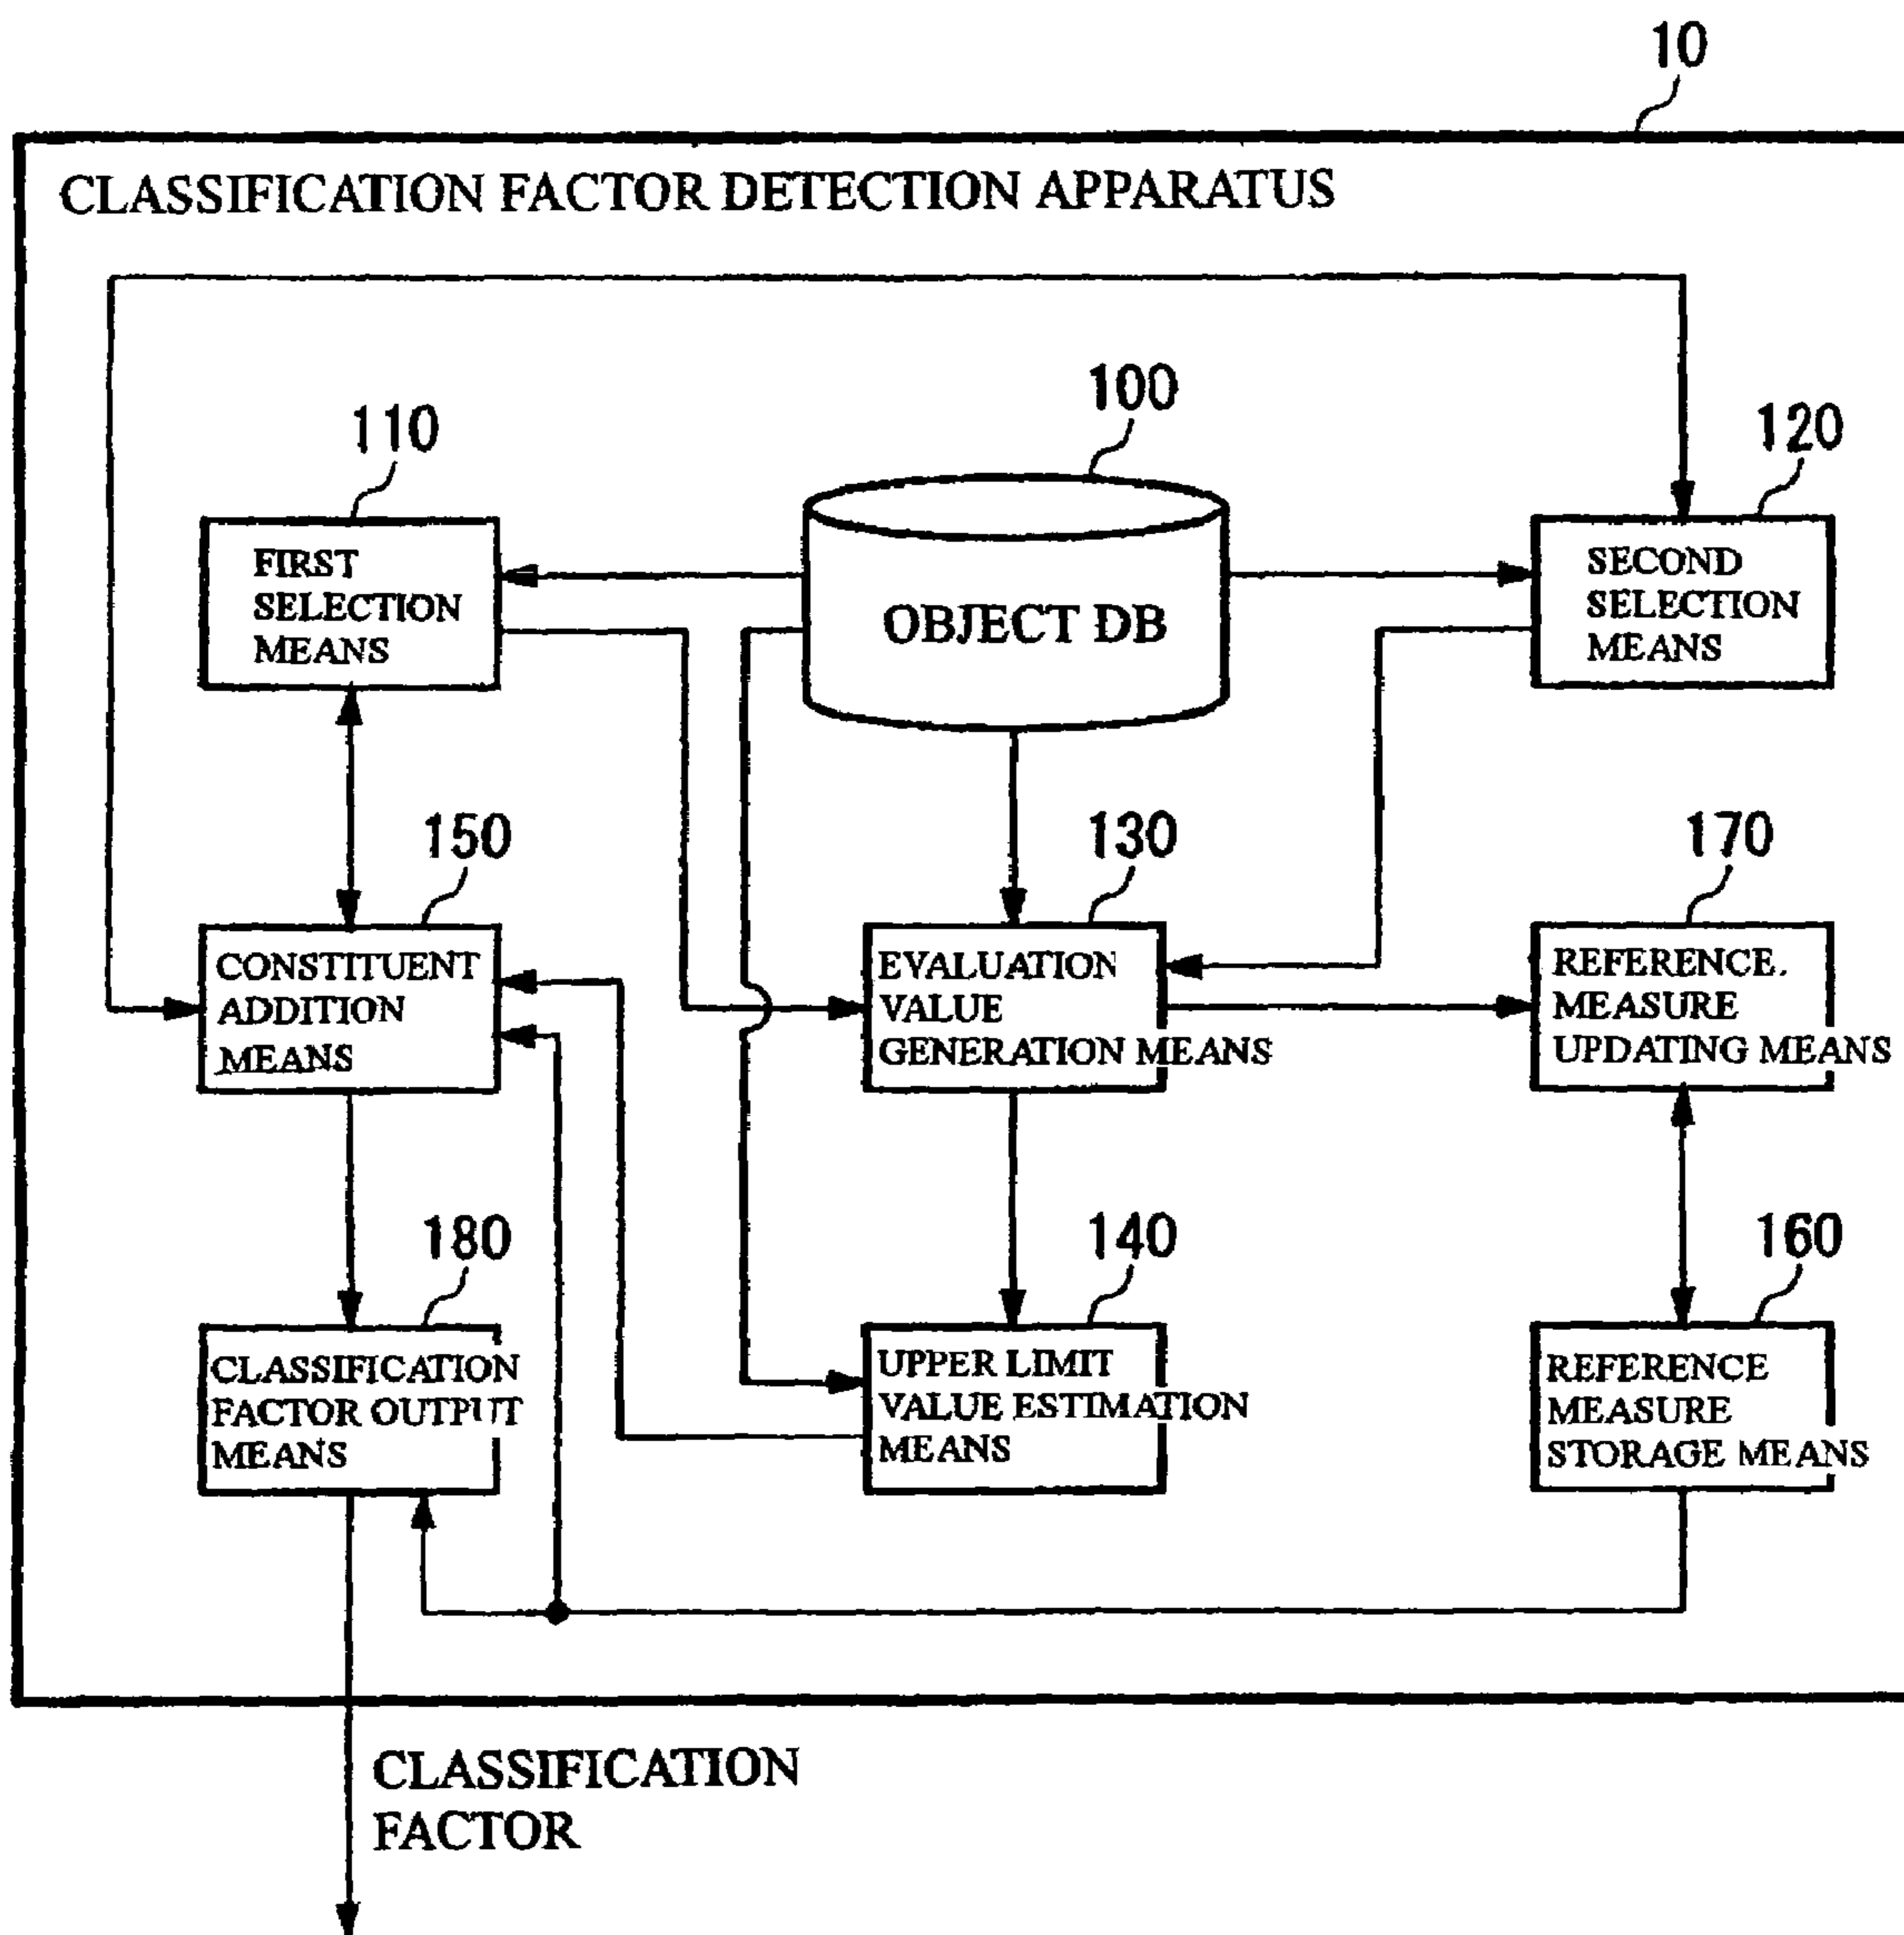 10
CLASSIFICATION FACTOR DETECTION APPARATUS
100
110
120
FIRST
SELECTION
MEANS
OBJECT DB
SECOND
SELECTION
MEANS
150
130
170
CONSTITUENT
ADDITION
MEANS
EVALUATION
VALUE
GENERATION MEANS
REFERENCE.
MEASURE
UPDATING MEANS
180
140
160
CLASSIFICATION
FACTOR OUTPUT
MEANS
UPPER LIMIT
VALUE ESTIMATION
MEANS
REFERENCE
MEASURE
STORAGE MEANS
CLASSIFICATION
FACTOR